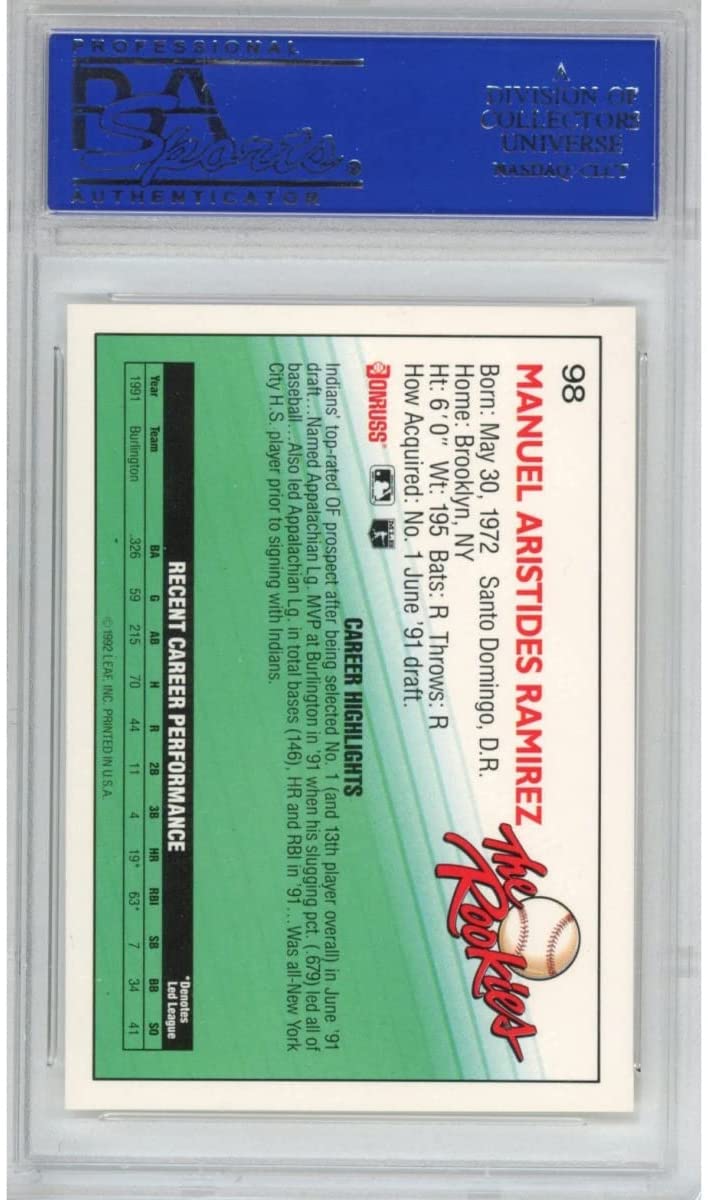 PROFESSIONAL
PSA
Sports®
AUTHENTICATOR
A
DIVISION OF
COLLECTORS
UNIVERSE
NASDAQ: CLCT
98
MANUEL ARISTIDES RAMIREZ
The Rookies
Born: May 30, 1972 Santo Domingo, D.R.
Home: Brooklyn, NY
Ht: 6' 0" Wt: 195 Bats: R Throws: R
How Acquired: No. 1 June '91 draft.
DONRUSS
CAREER HIGHLIGHTS
Indians' top-rated OF prospect after being selected No. 1 (and 13th player overall) in June '91
draft...Named Appalachian Lg. MVP at Burlington in '91 when his slugging pct. (.679) led all of
baseball...Also led Appalachian Lg. in total bases (146), HR and RBI in '91...Was all-New York
City H.S. player prior to signing with Indians.
RECENT CAREER PERFORMANCE
*Denotes
Led League
Year Team BA G AB H R 2B 3B HR RBI SB BB SO
1991 Burlington .326 59 215 70 44 11 4 19* 63* 7 34 41
© 1992 LEAF, INC. PRINTED IN U.S.A.